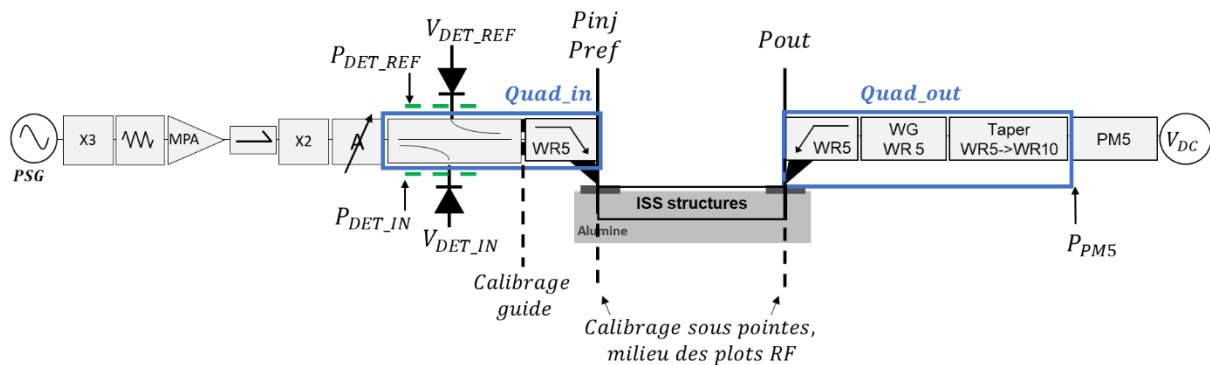 Pinj
Pref
Pout
V_DET_REF
P_DET_REF
Quad_in
Quad_out
PSG
X3
MPA
X2
A
WR5
WR5
WG
WR 5
Taper
WR5->WR10
PM5
V_DC
ISS structures
Alumine
P_DET_IN
V_DET_IN
P_PM5
Calibrage
guide
Calibrage sous pointes,
milieu des plots RF